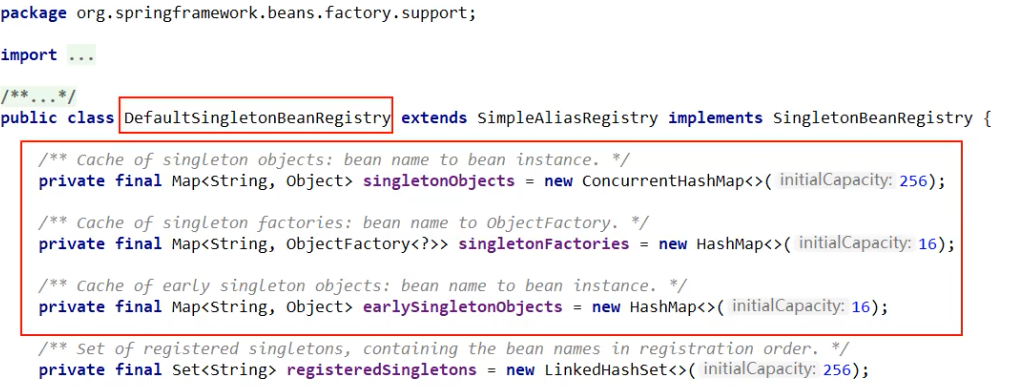 package org.springframework.beans.factory.support;
import ...
/**...*/
public class DefaultSingletonBeanRegistry extends SimpleAliasRegistry implements SingletonBeanRegistry {
/** Cache of singleton objects: bean name to bean instance. */
private final Map<String, Object> singletonObjects = new ConcurrentHashMap<>( initialCapacity: 256);
/** Cache of singleton factories: bean name to ObjectFactory. */
private final Map<String, ObjectFactory<?>> singletonFactories = new HashMap<>( initialCapacity: 16);
/** Cache of early singleton objects: bean name to bean instance. */
private final Map<String, Object> earlySingletonObjects = new HashMap<>( initialCapacity: 16);
/** Set of registered singletons, containing the bean names in registration order. */
private final Set<String> registeredSingletons = new LinkedHashSet<>( initialCapacity: 256);